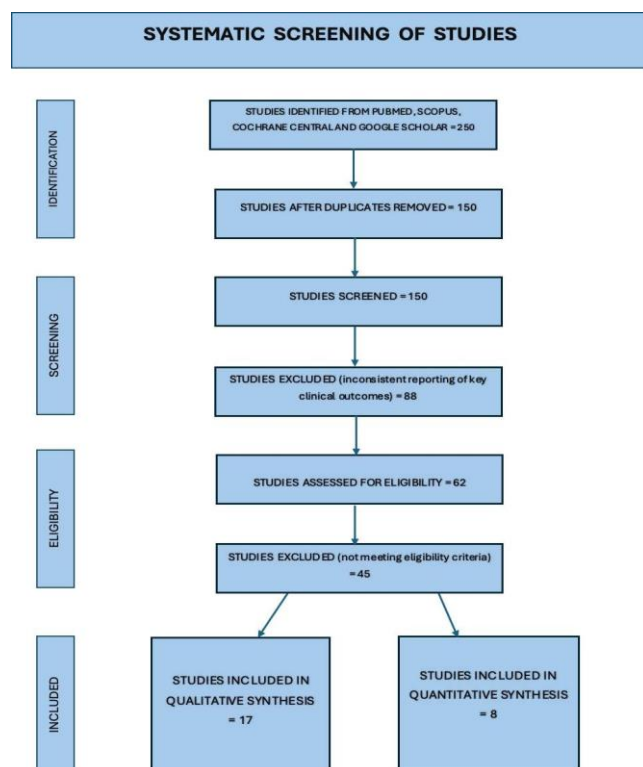 SYSTEMATIC SCREENING OF STUDIES
IDENTIFICATION
STUDIES IDENTIFIED FROM PUBMED, SCOPUS,
COCHRANE CENTRAL AND GOOGLE SCHOLAR = 250
STUDIES AFTER DUPLICATES REMOVED = 150
SCREENING
STUDIES SCREENED = 150
STUDIES EXCLUDED (inconsistent reporting of key
clinical outcomes) = 88
ELIGIBILITY
STUDIES ASSESSED FOR ELIGIBILITY = 62
STUDIES EXCLUDED (not meeting eligibility criteria)
= 45
INCLUDED
STUDIES INCLUDED IN
QUALITATIVE SYNTHESIS
= 17
STUDIES INCLUDED IN
QUANTITATIVE SYNTHESIS
= 8